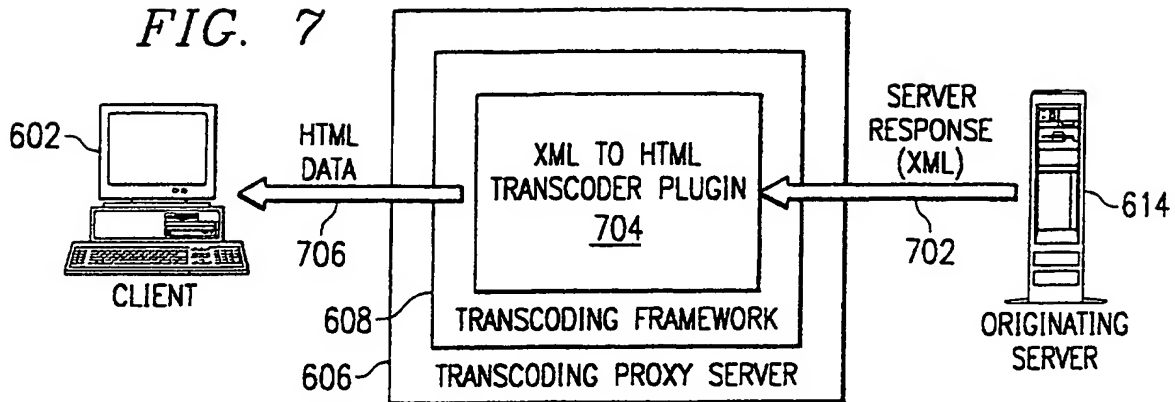 FIG. 7
602
CLIENT
HTML
DATA
706
XML TO HTML
TRANSCODER PLUGIN
704
608
TRANSCODING FRAMEWORK
606
TRANSCODING PROXY SERVER
SERVER
RESPONSE
(XML)
702
614
ORIGINATING
SERVER